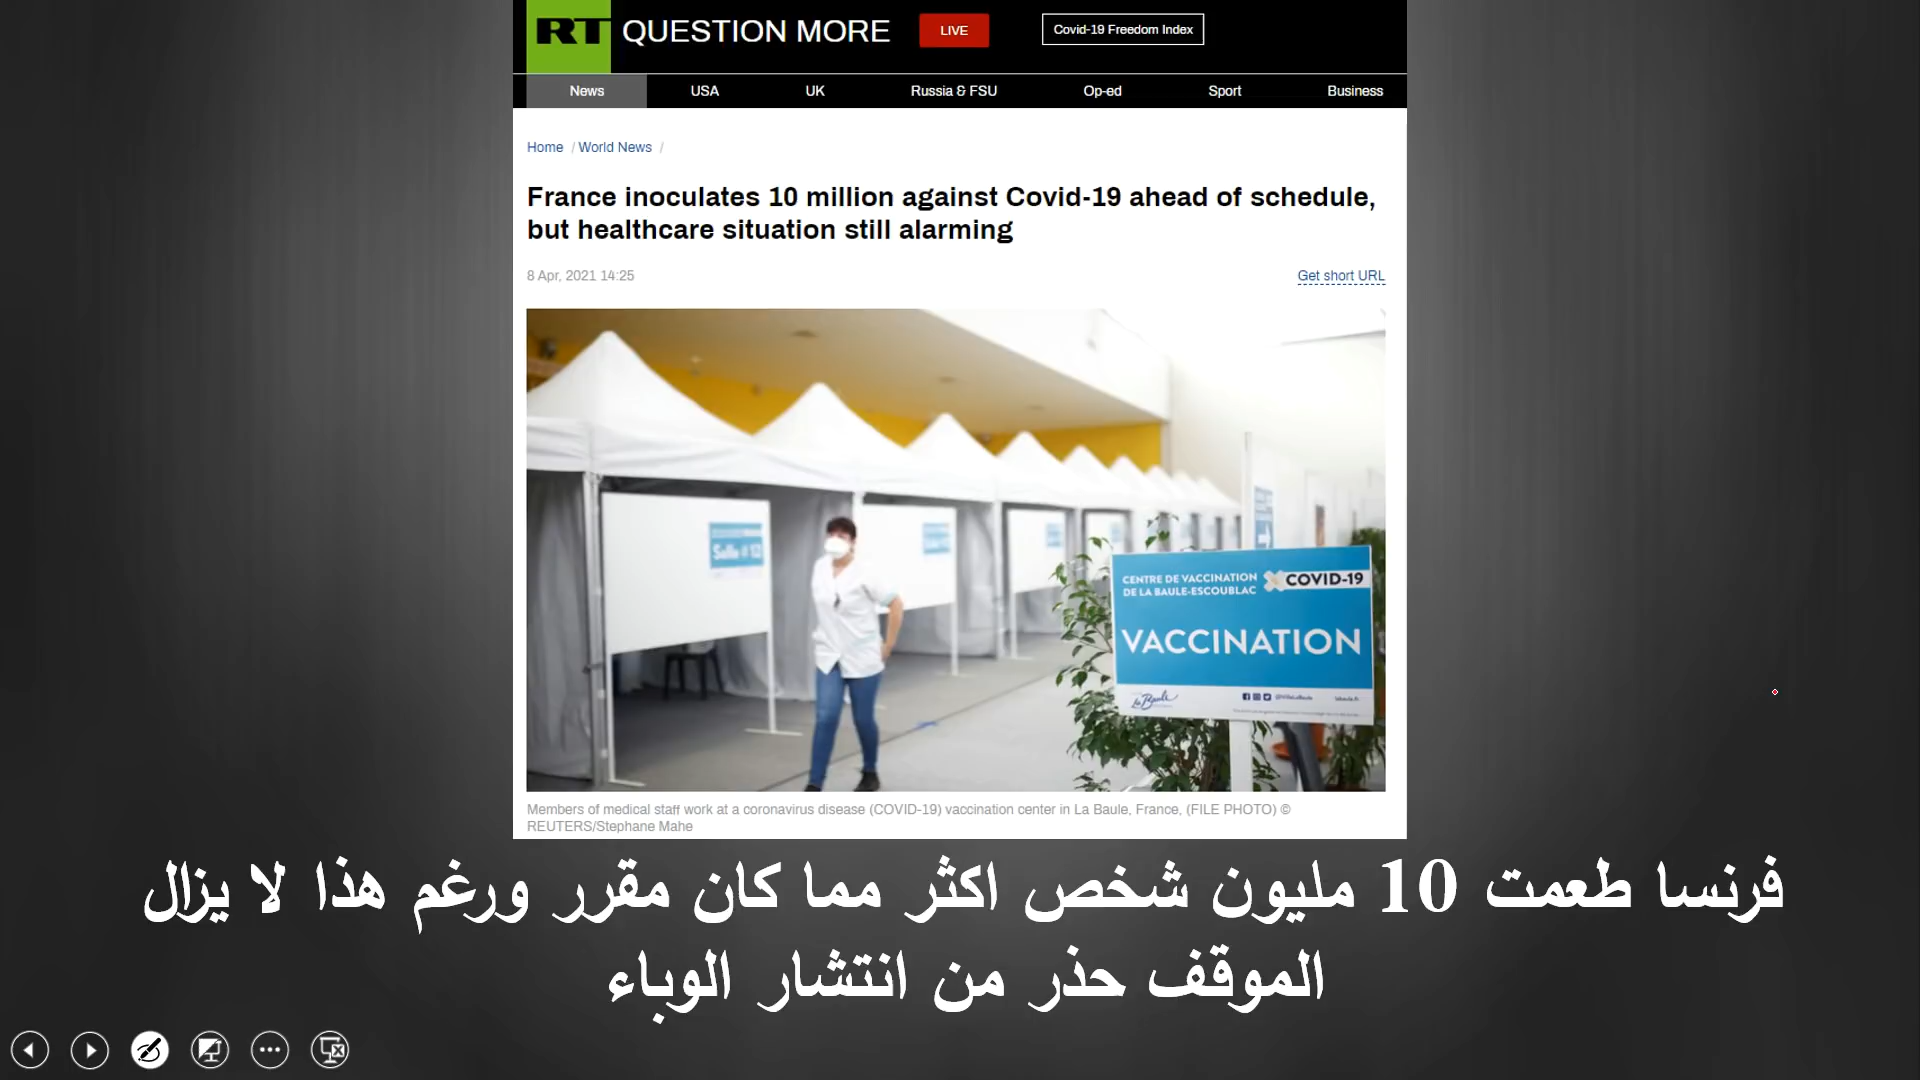 RT QUESTION MORE
LIVE
Covid-19 Freedom Index
News USA UK Russia & FSU Op-ed Sport Business
Home / World News /
France inoculates 10 million against Covid-19 ahead of schedule,
but healthcare situation still alarming
8 Apr, 2021 14:25
Get short URL
Salle # 12
CENTRE DE VACCINATION
DE LA BAULE-ESCOUBLAC
COVID-19
VACCINATION
La Baule
Members of medical staff work at a coronavirus disease (COVID-19) vaccination center in La Baule, France, (FILE PHOTO) ©
REUTERS/Stephane Mahe
فرنسا طعمت 10 مليون شخص اكثر مما كان مقرر ورغم هذا لا يزال
الموقف حذر من انتشار الوباء